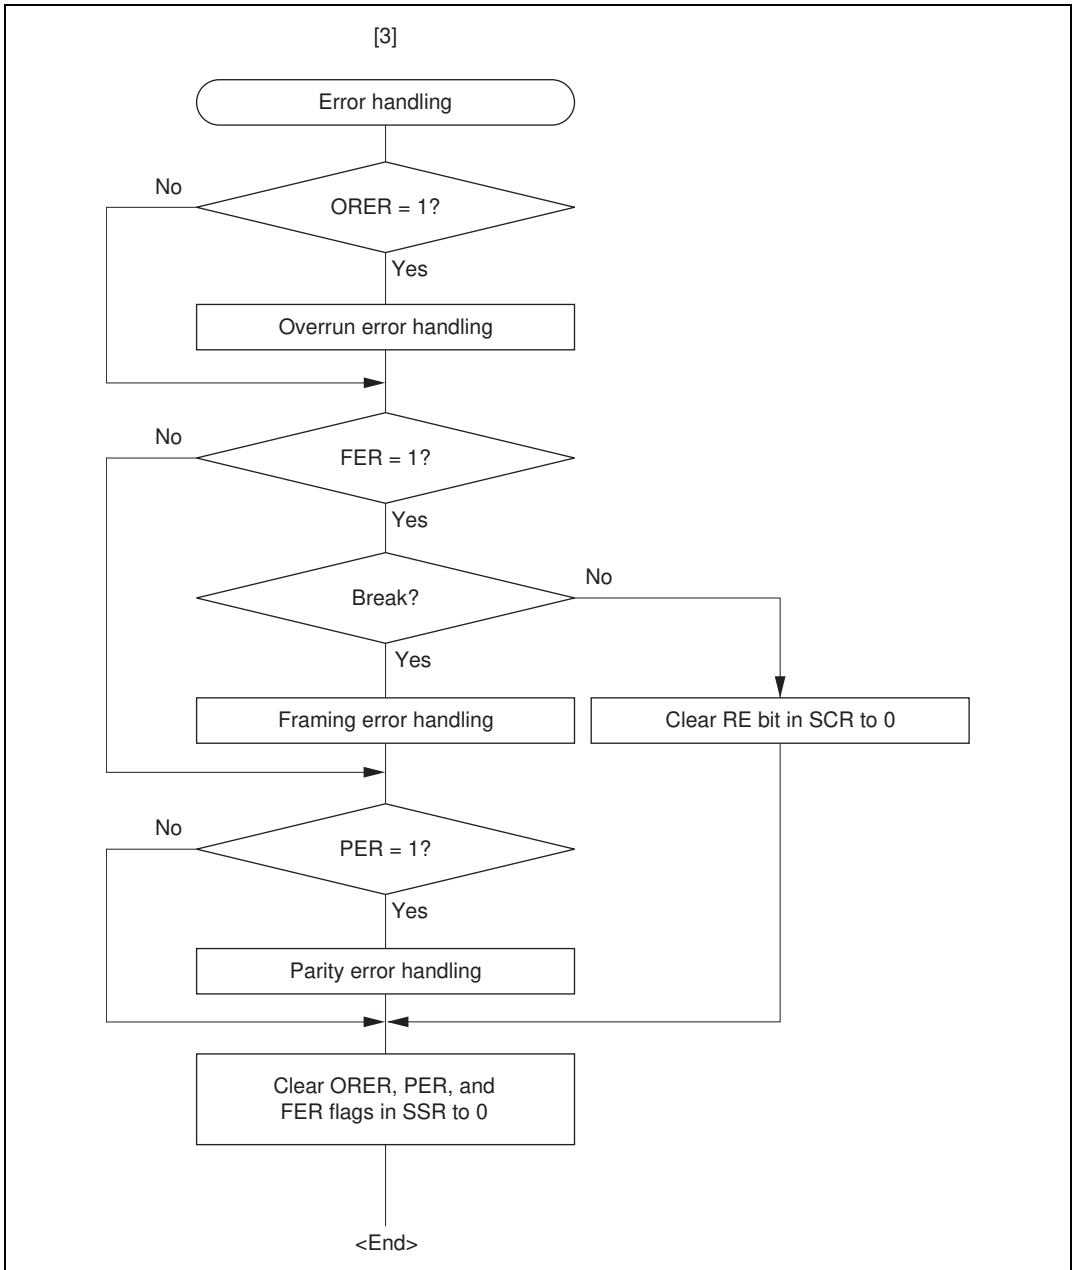 [3]
Error handling
No
ORER = 1?
Yes
Overrun error handling
No
FER = 1?
Yes
Break?
No
Yes
Framing error handling
Clear RE bit in SCR to 0
No
PER = 1?
Yes
Parity error handling
Clear ORER, PER, and
FER flags in SSR to 0
<End>